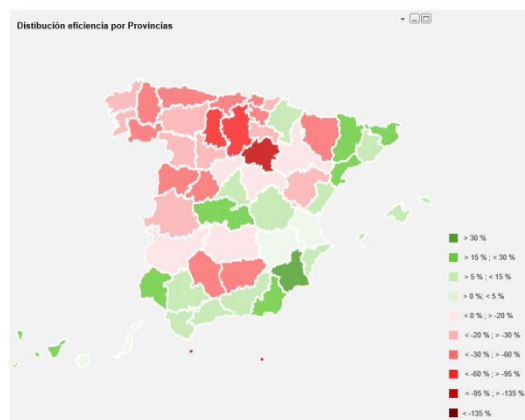 Distibución eficiencia por Provincias
> 30 %
> 15 % ; < 30 %
> 5 % ; < 15 %
> 0 %; < 5 %
< 0 % ; > -20 %
< -20 % ; > -30 %
< -30 % ; > -60 %
< -60 % ; > -95 %
< -95 % ; > -135 %
< -135 %